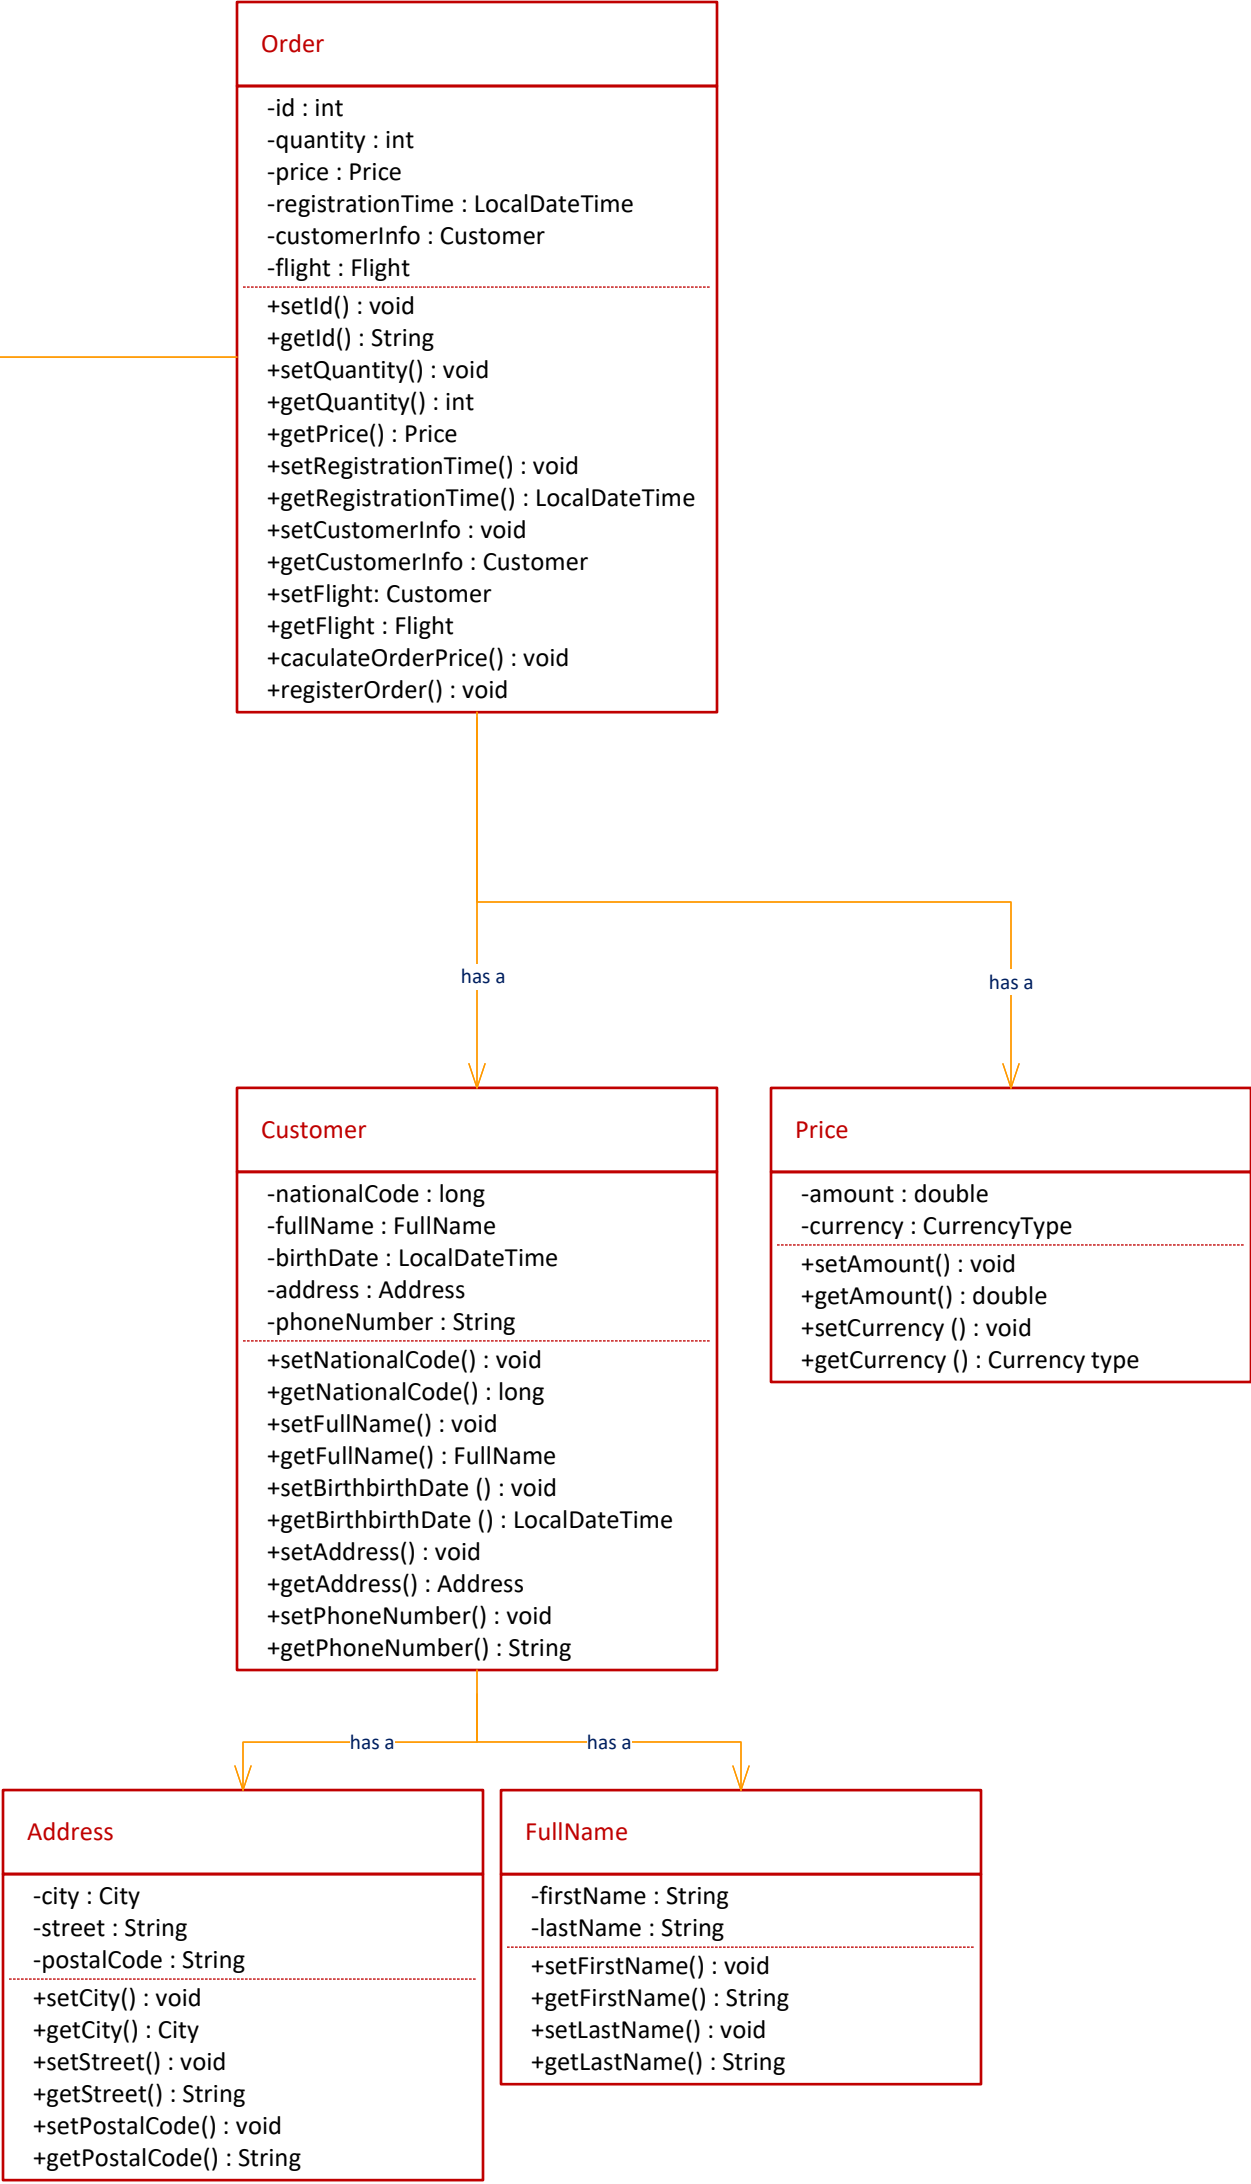 Order
-id : int
-quantity : int
-price : Price
-registrationTime : LocalDateTime
-customerInfo : Customer
-flight : Flight
+setId() : void
+getId() : String
+setQuantity() : void
+getQuantity() : int
+getPrice() : Price
+setRegistrationTime() : void
+getRegistrationTime() : LocalDateTime
+setCustomerInfo : void
+getCustomerInfo : Customer
+setFlight: Customer
+getFlight : Flight
+caculateOrderPrice() : void
+registerOrder() : void
has a
has a
Customer
-nationalCode : long
-fullName : FullName
-birthDate : LocalDateTime
-address : Address
-phoneNumber : String
+setNationalCode() : void
+getNationalCode() : long
+setFullName() : void
+getFullName() : FullName
+setBirthbirthDate () : void
+getBirthbirthDate () : LocalDateTime
+setAddress() : void
+getAddress() : Address
+setPhoneNumber() : void
+getPhoneNumber() : String
Price
-amount : double
-currency : CurrencyType
+setAmount() : void
+getAmount() : double
+setCurrency () : void
+getCurrency () : Currency type
has a
has a
Address
-city : City
-street : String
-postalCode : String
+setCity() : void
+getCity() : City
+setStreet() : void
+getStreet() : String
+setPostalCode() : void
+getPostalCode() : String
FullName
-firstName : String
-lastName : String
+setFirstName() : void
+getFirstName() : String
+setLastName() : void
+getLastName() : String